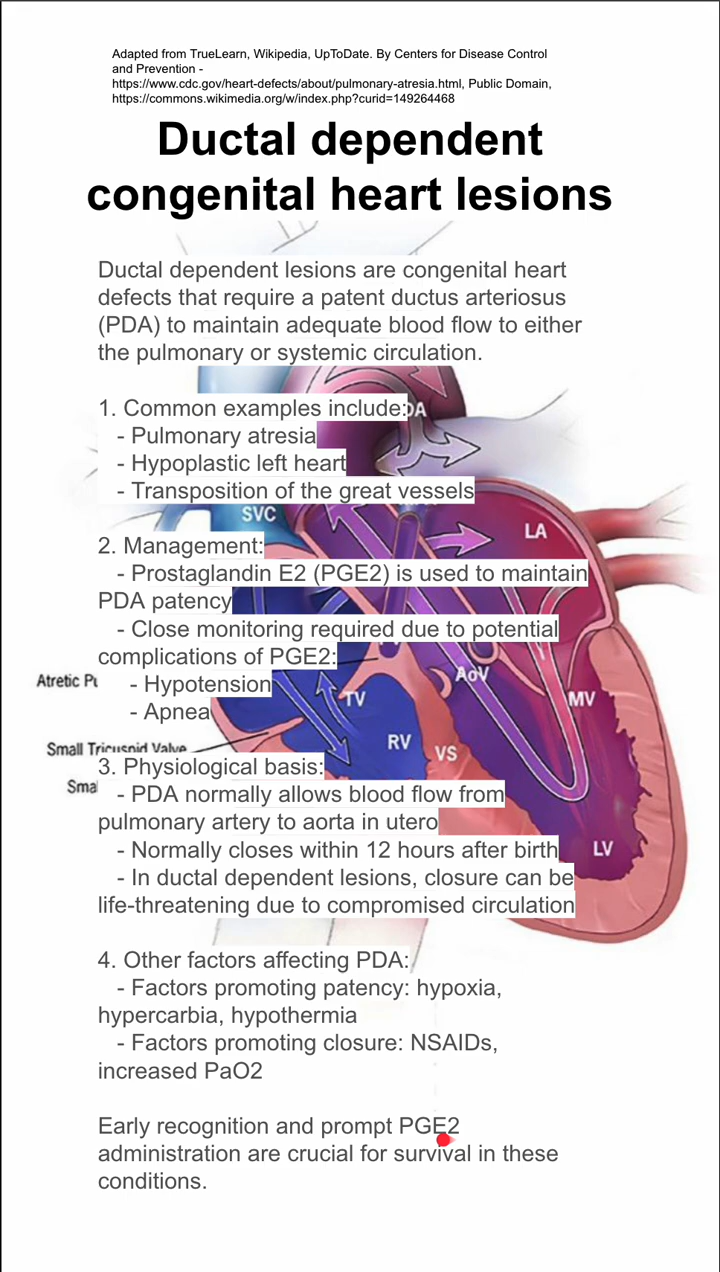 Adapted from TrueLearn, Wikipedia, UpToDate. By Centers for Disease Control
and Prevention -
https://www.cdc.gov/heart-defects/about/pulmonary-atresia.html, Public Domain,
https://commons.wikimedia.org/w/index.php?curid=149264468
Ductal dependent
congenital heart lesions
Ductal dependent lesions are congenital heart
defects that require a patent ductus arteriosus
(PDA) to maintain adequate blood flow to either
the pulmonary or systemic circulation.
1. Common examples include:
- Pulmonary atresia
- Hypoplastic left heart
- Transposition of the great vessels
SVC
LA
2. Management:
- Prostaglandin E2 (PGE2) is used to maintain
PDA patency
- Close monitoring required due to potential
complications of PGE2:
- Hypotension
- Apnea
Atretic
AoV
TV
MV
RV
VS
Small Tricuspid Valve
3. Physiological basis:
- PDA normally allows blood flow from
pulmonary artery to aorta in utero
- Normally closes within 12 hours after birth
LV
- In ductal dependent lesions, closure can be
life-threatening due to compromised circulation
4. Other factors affecting PDA:
- Factors promoting patency: hypoxia,
hypercarbia, hypothermia
- Factors promoting closure: NSAIDs,
increased PaO2
Early recognition and prompt PGE2
administration are crucial for survival in these
conditions.